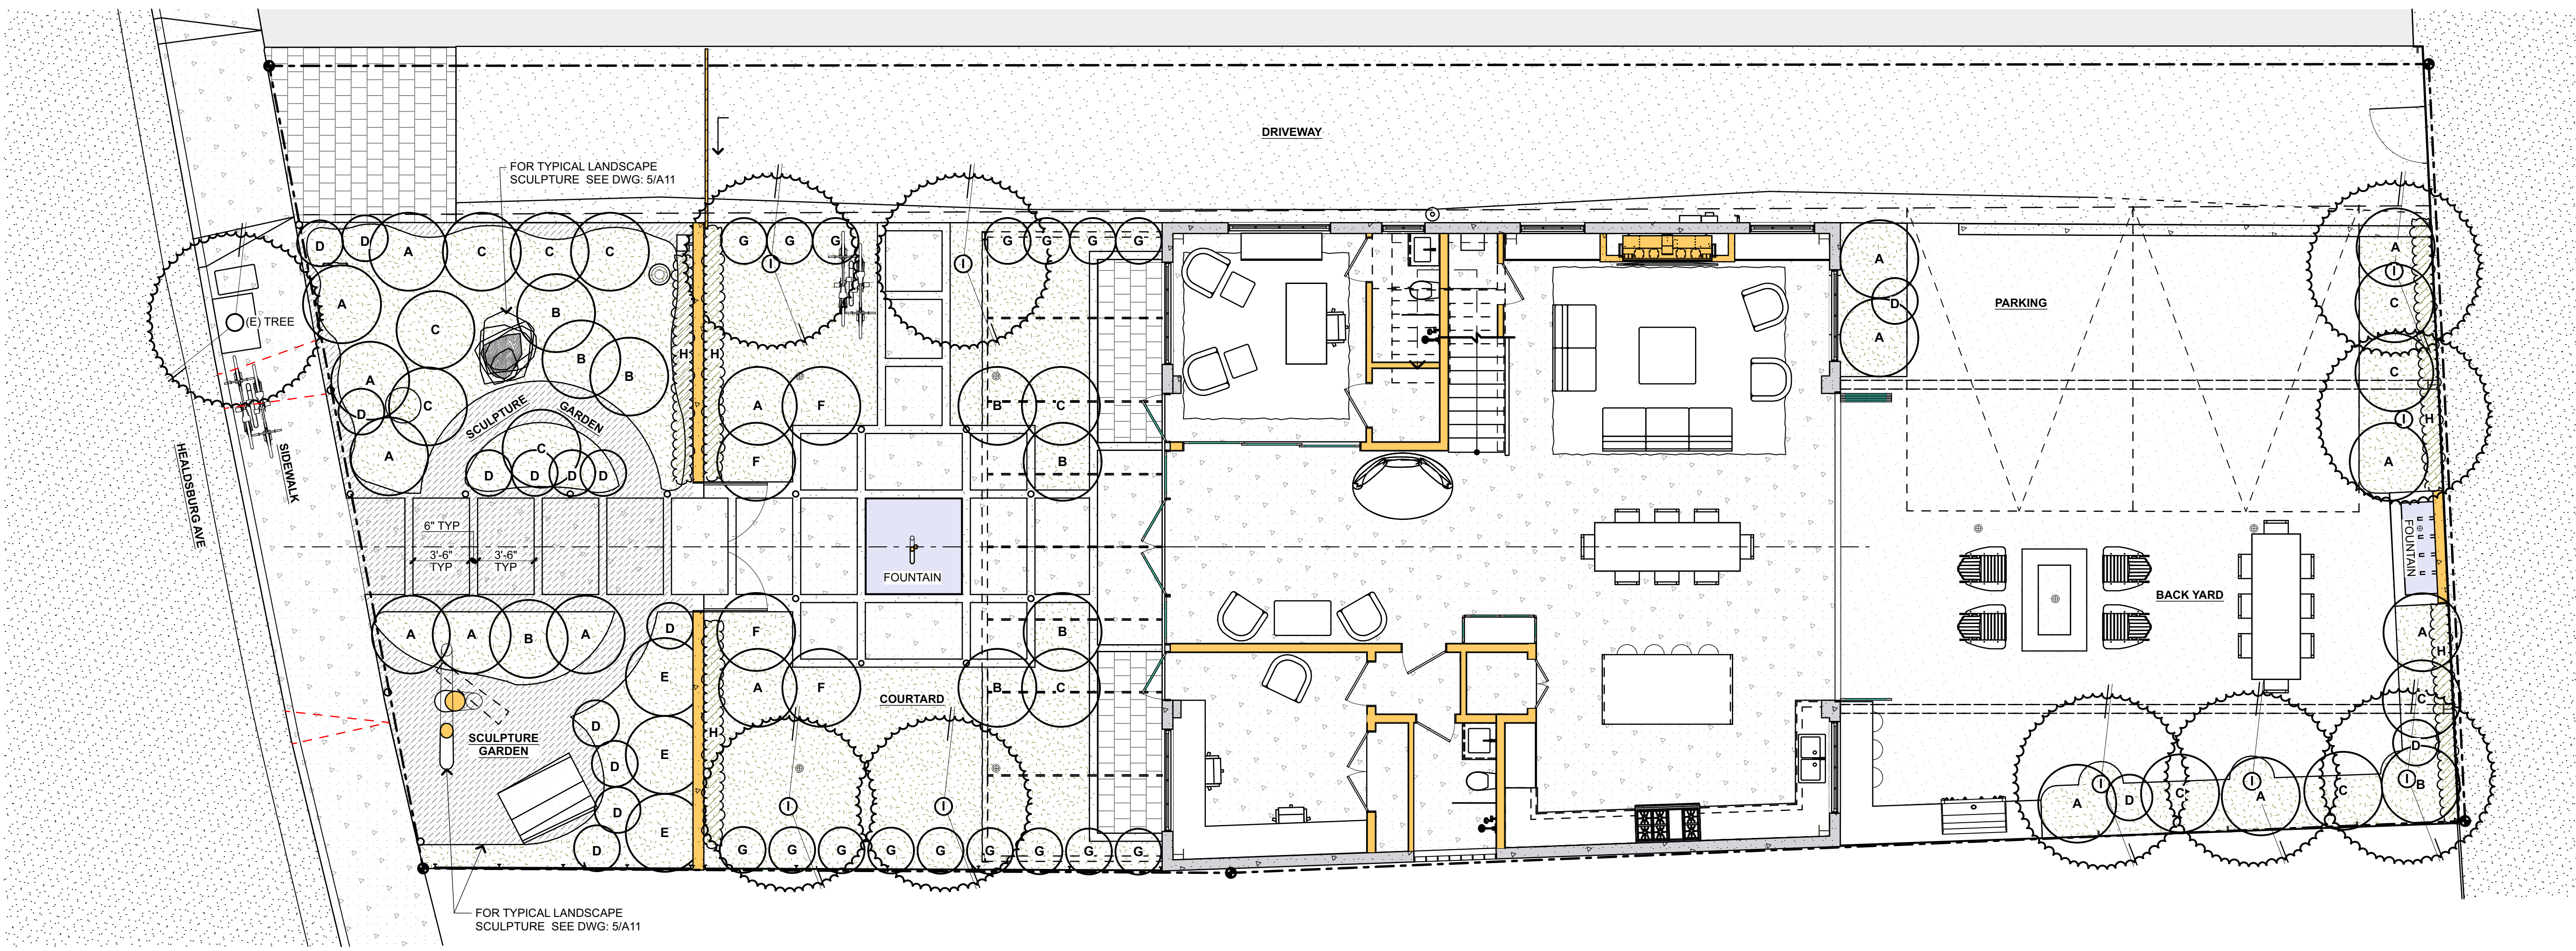 DRIVEWAY
FOR TYPICAL LANDSCAPE
SCULPTURE SEE DWG: 5/A11
D D A C C C
G G G G G G G
I I
A
B
C
(E) TREE
B
B
H H
A
C
D
A
SCULPTURE GARDEN
C
D D D D
A F
F
B C
B
A
D
A
PARKING
A
I
C
C
I
H
A
HEALDSBURG AVE
SIDEWALK
6" TYP
3'-6"
TYP
3'-6"
TYP
FOUNTAIN
FOUNTAIN
BACK YARD
A A B A
D
E
E
E
D
D
D
D
SCULPTURE
GARDEN
F
A F
H
B
B C
COURTARD
I I
G G G G G G G G G
A
H
C
D
I I I
A D C A C B
FOR TYPICAL LANDSCAPE
SCULPTURE SEE DWG: 5/A11